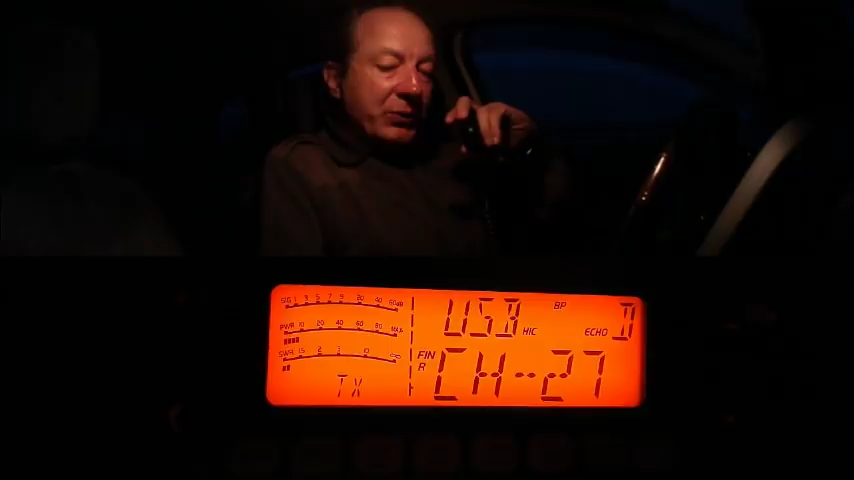 SIG 1 3 5 7 9 20 40 60dB
PWR 10 20 40 60 80 MAX
SWR 1.5 2 3 10 ∞
TX
USB HIC BP ECHO D
FIN R CH--27